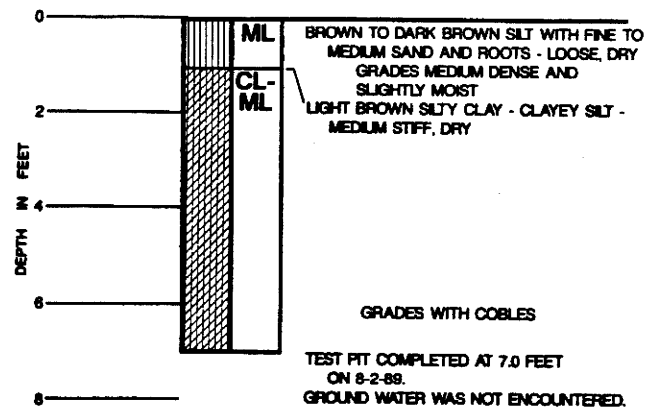 0
ML
BROWN TO DARK BROWN SILT WITH FINE TO
MEDIUM SAND AND ROOTS - LOOSE, DRY
GRADES MEDIUM DENSE AND
SLIGHTLY MOIST
CL-
ML
LIGHT BROWN SILTY CLAY - CLAYEY SILT -
MEDIUM STIFF, DRY
2
DEPTH IN FEET
4
6
GRADES WITH COBLES
TEST PIT COMPLETED AT 7.0 FEET
ON 8-2-89.
8
GROUND WATER WAS NOT ENCOUNTERED.